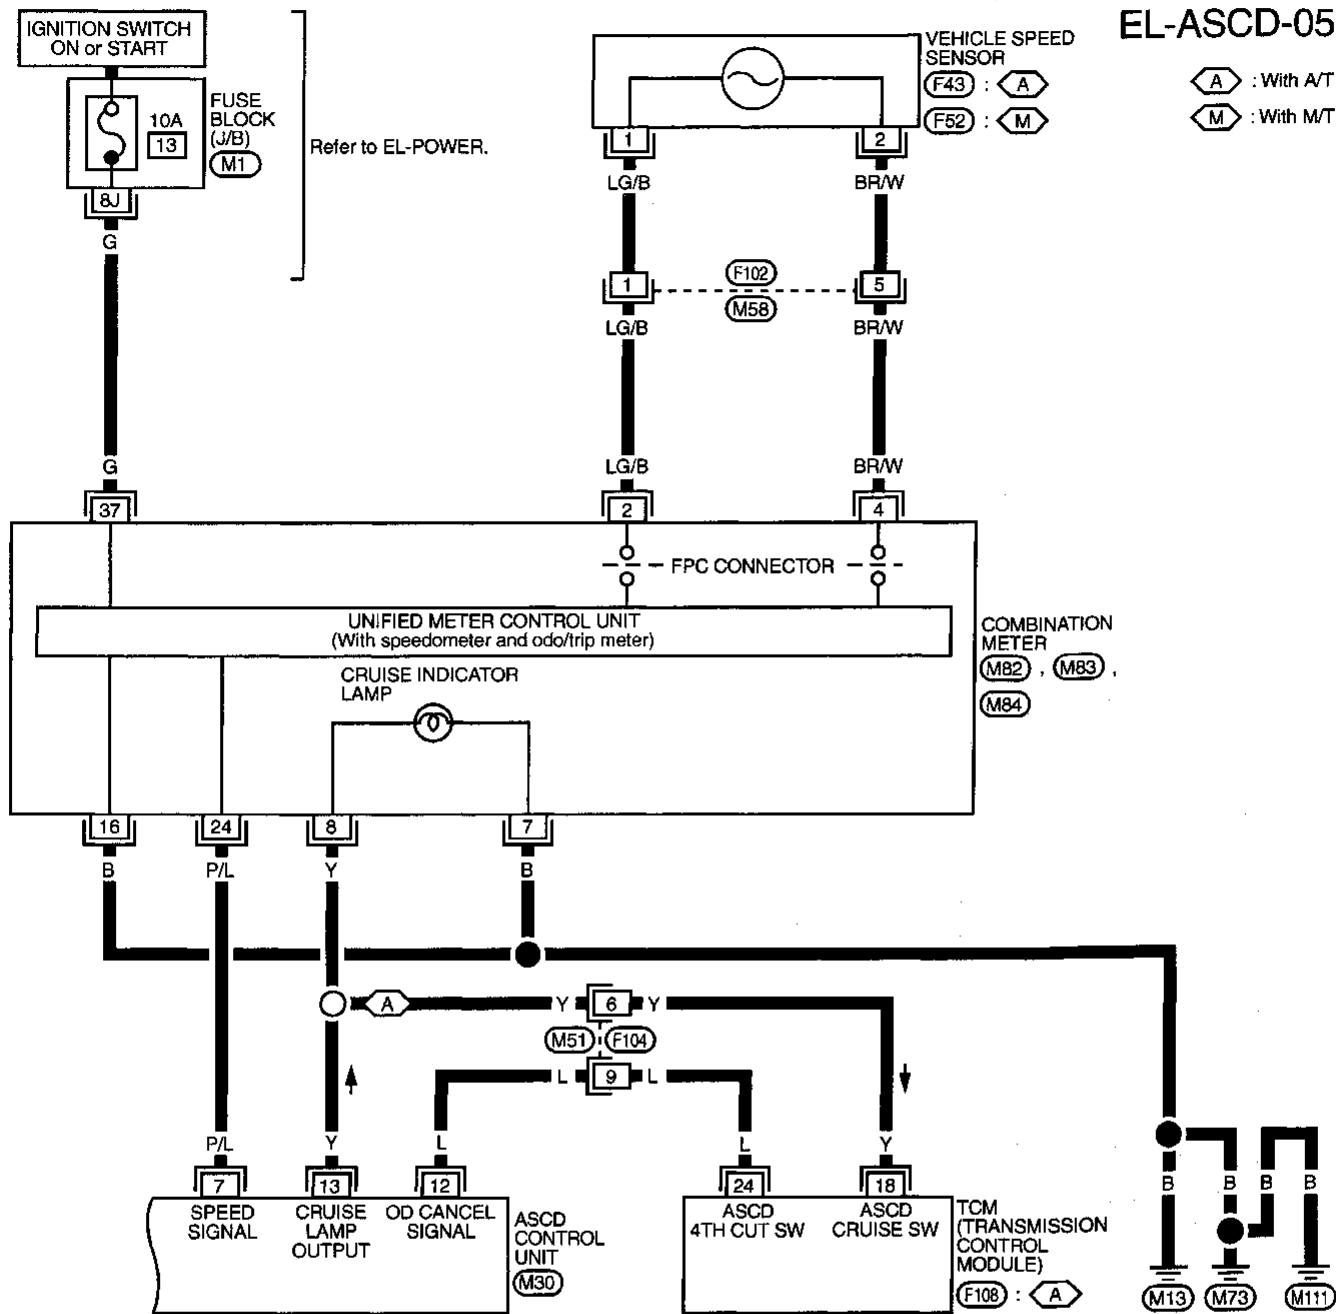 EL-ASCD-05
IGNITION SWITCH
ON or START
10A
13
FUSE
BLOCK
(J/B)
M1
8J
G
Refer to EL-POWER.
VEHICLE SPEED
SENSOR
F43 : A
F52 : M
A : With A/T
M : With M/T
1
2
LG/B
BR/W
1
F102
5
M58
LG/B
BR/W
G
LG/B
BR/W
37
2
4
FPC CONNECTOR
UNIFIED METER CONTROL UNIT
(With speedometer and odo/trip meter)
CRUISE INDICATOR
LAMP
COMBINATION
METER
M82 , M83 ,
M84
16
24
8
7
B
P/L
Y
B
A
Y
6
Y
M51
F104
L
9
L
P/L
Y
L
L
Y
7
13
12
24
18
SPEED
SIGNAL
CRUISE
LAMP
OUTPUT
OD CANCEL
SIGNAL
ASCD
CONTROL
UNIT
M30
ASCD
4TH CUT SW
ASCD
CRUISE SW
TCM
(TRANSMISSION
CONTROL
MODULE)
F108 : A
B
B
B
B
M13
M73
M111